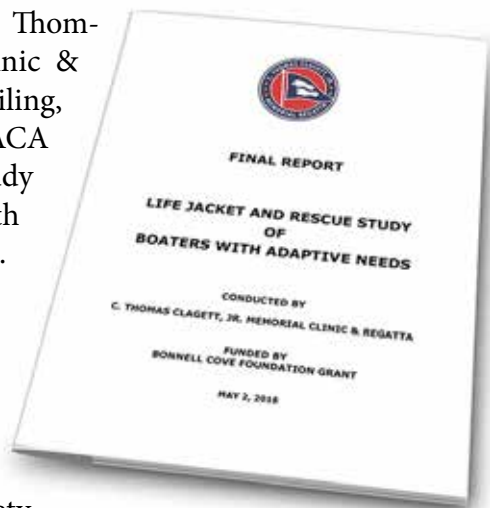 Thom-
nic &
iling,
ACA
dy
th
.
FINAL REPORT
LIFE JACKET AND RESCUE STUDY
OF
BOATERS WITH ADAPTIVE NEEDS
CONDUCTED BY
C. THOMAS CLAGETT, JR. MEMORIAL CLINIC & REGATTA
FUNDED BY
BONNELL COVE FOUNDATION GRANT
MAY 2, 2018